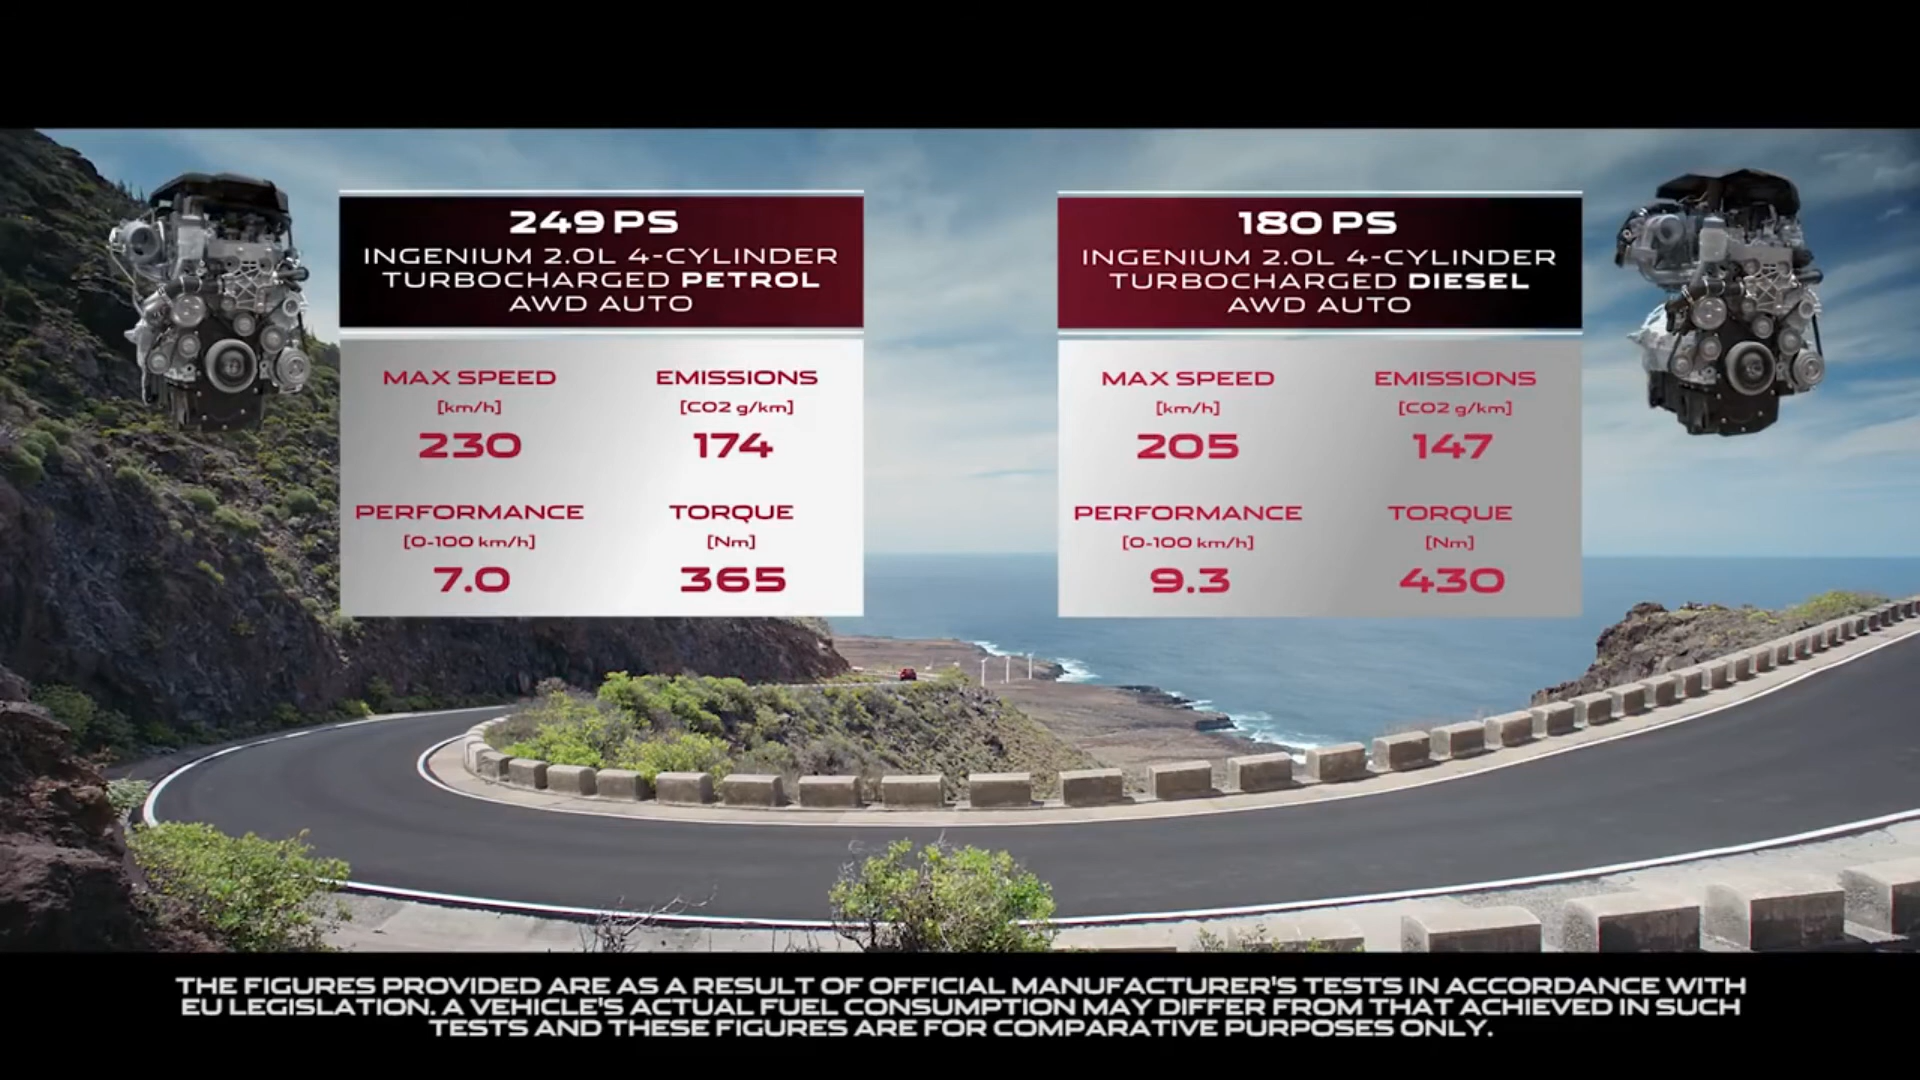 249 PS
INGENIUM 2.0L 4-CYLINDER
TURBOCHARGED PETROL
AWD AUTO
MAX SPEED
[km/h]
230
EMISSIONS
[CO2 g/km]
174
PERFORMANCE
[0-100 km/h]
7.0
TORQUE
[Nm]
365
180 PS
INGENIUM 2.0L 4-CYLINDER
TURBOCHARGED DIESEL
AWD AUTO
MAX SPEED
[km/h]
205
EMISSIONS
[CO2 g/km]
147
PERFORMANCE
[0-100 km/h]
9.3
TORQUE
[Nm]
430
THE FIGURES PROVIDED ARE AS A RESULT OF OFFICIAL MANUFACTURER'S TESTS IN ACCORDANCE WITH
EU LEGISLATION. A VEHICLE'S ACTUAL FUEL CONSUMPTION MAY DIFFER FROM THAT ACHIEVED IN SUCH
TESTS AND THESE FIGURES ARE FOR COMPARATIVE PURPOSES ONLY.